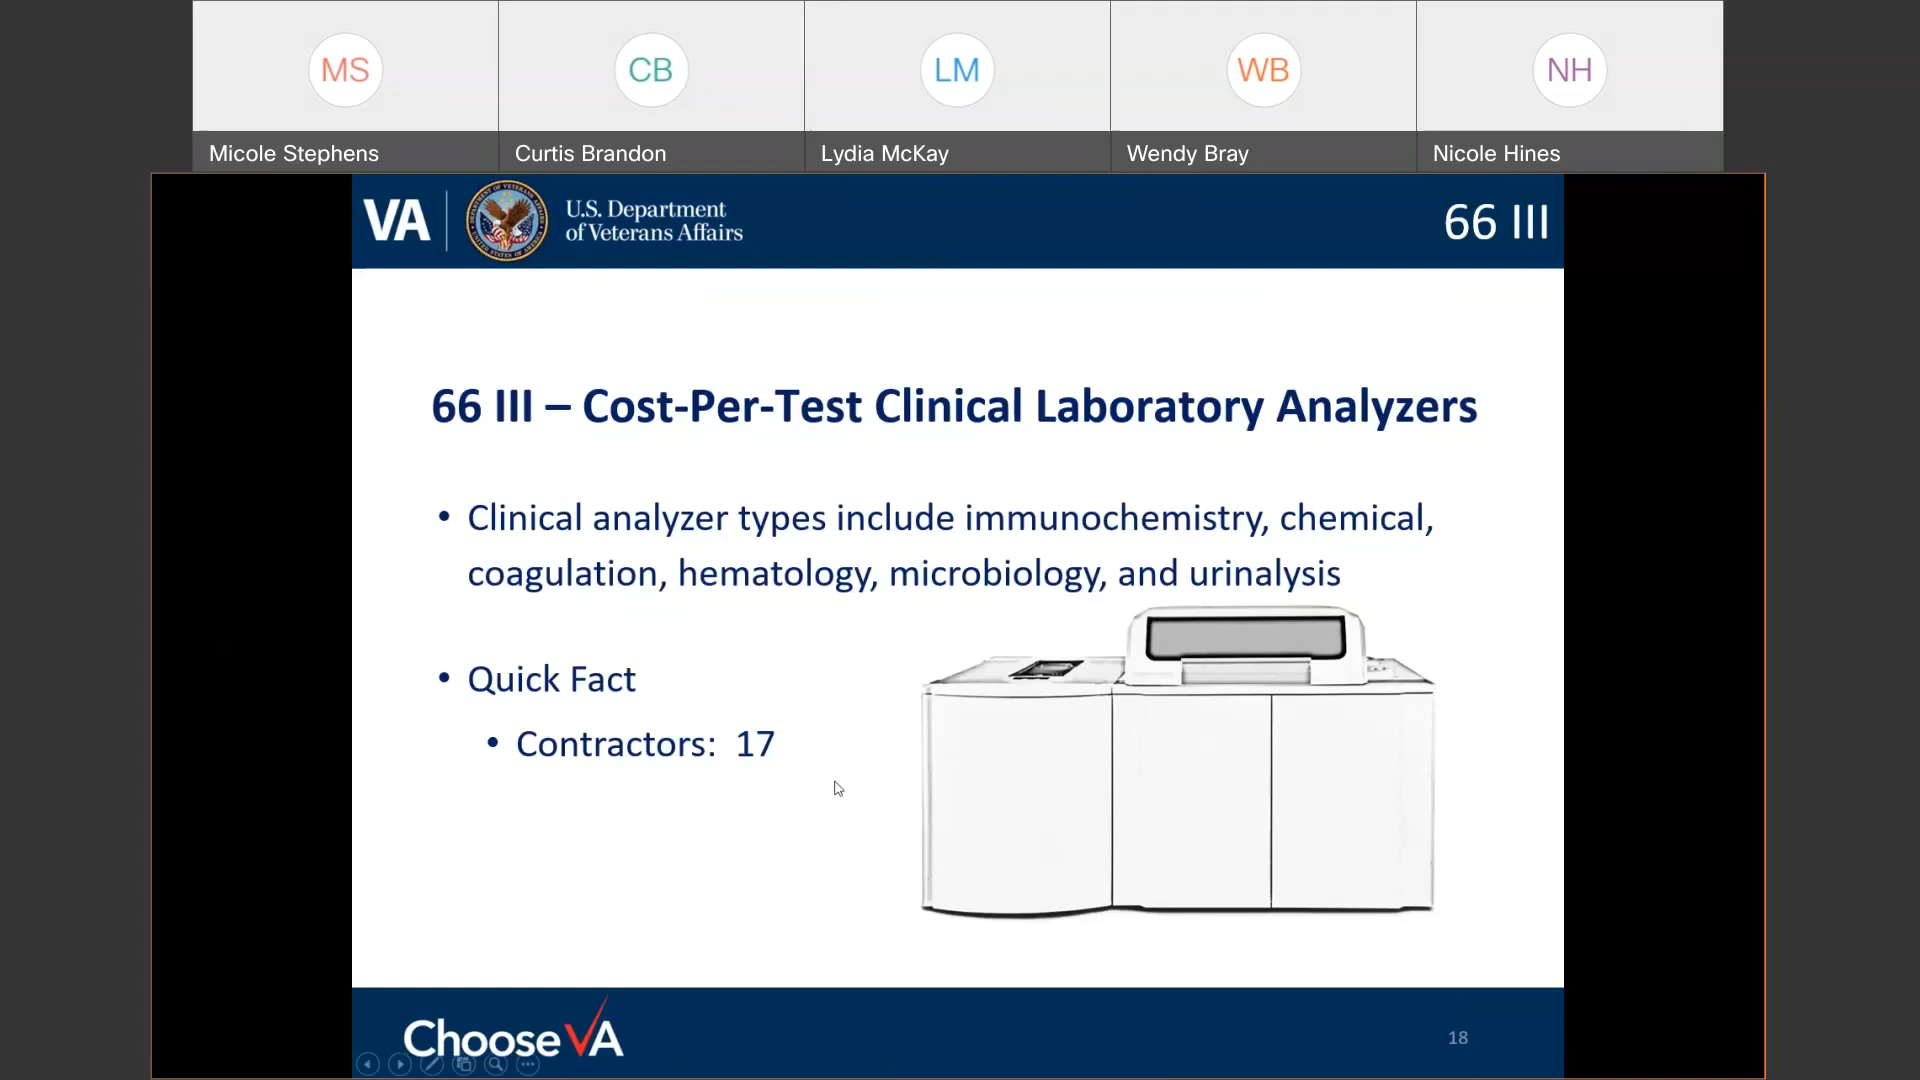 MS
CB
LM
WB
NH
Micole Stephens
Curtis Brandon
Lydia McKay
Wendy Bray
Nicole Hines
VA
U.S. Department
of Veterans Affairs
66 III
66 III – Cost-Per-Test Clinical Laboratory Analyzers
• Clinical analyzer types include immunochemistry, chemical,
coagulation, hematology, microbiology, and urinalysis
• Quick Fact
• Contractors: 17
Choose VA
18